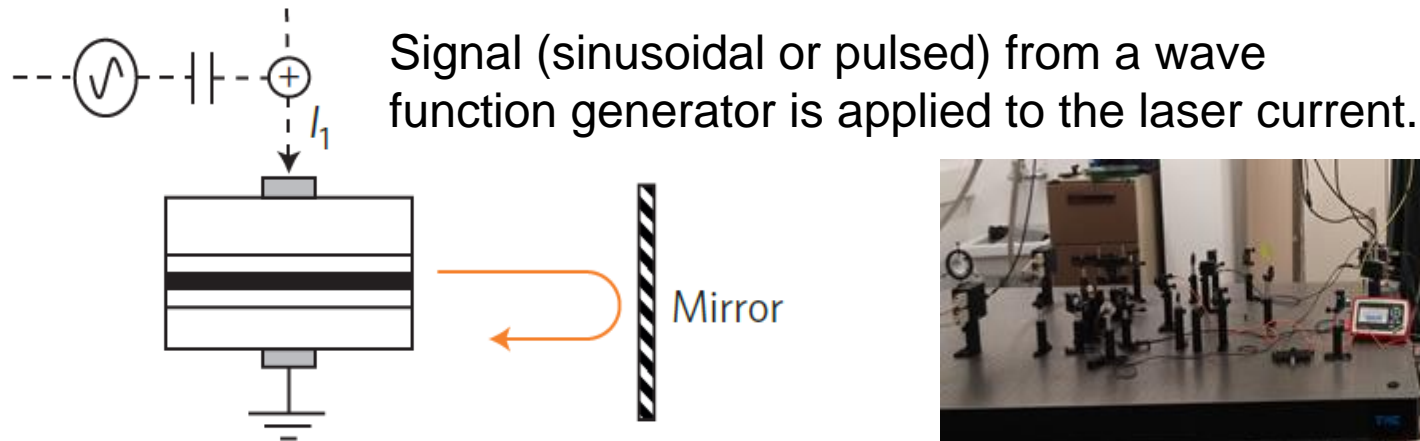 Signal (sinusoidal or pulsed) from a wave
function generator is applied to the laser current.
+
I₁
Mirror